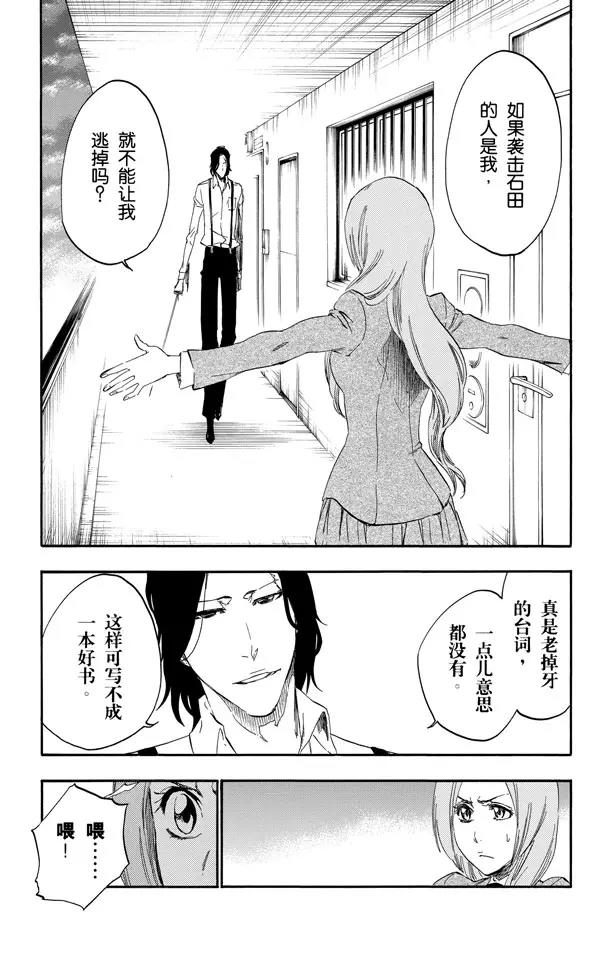 如果袭击石田
的人是我，
就不能让我
逃掉吗？
真是老掉牙
的台词，
一点儿意思
都没有。
这样可写不成
一本好书。
喂……
喂！